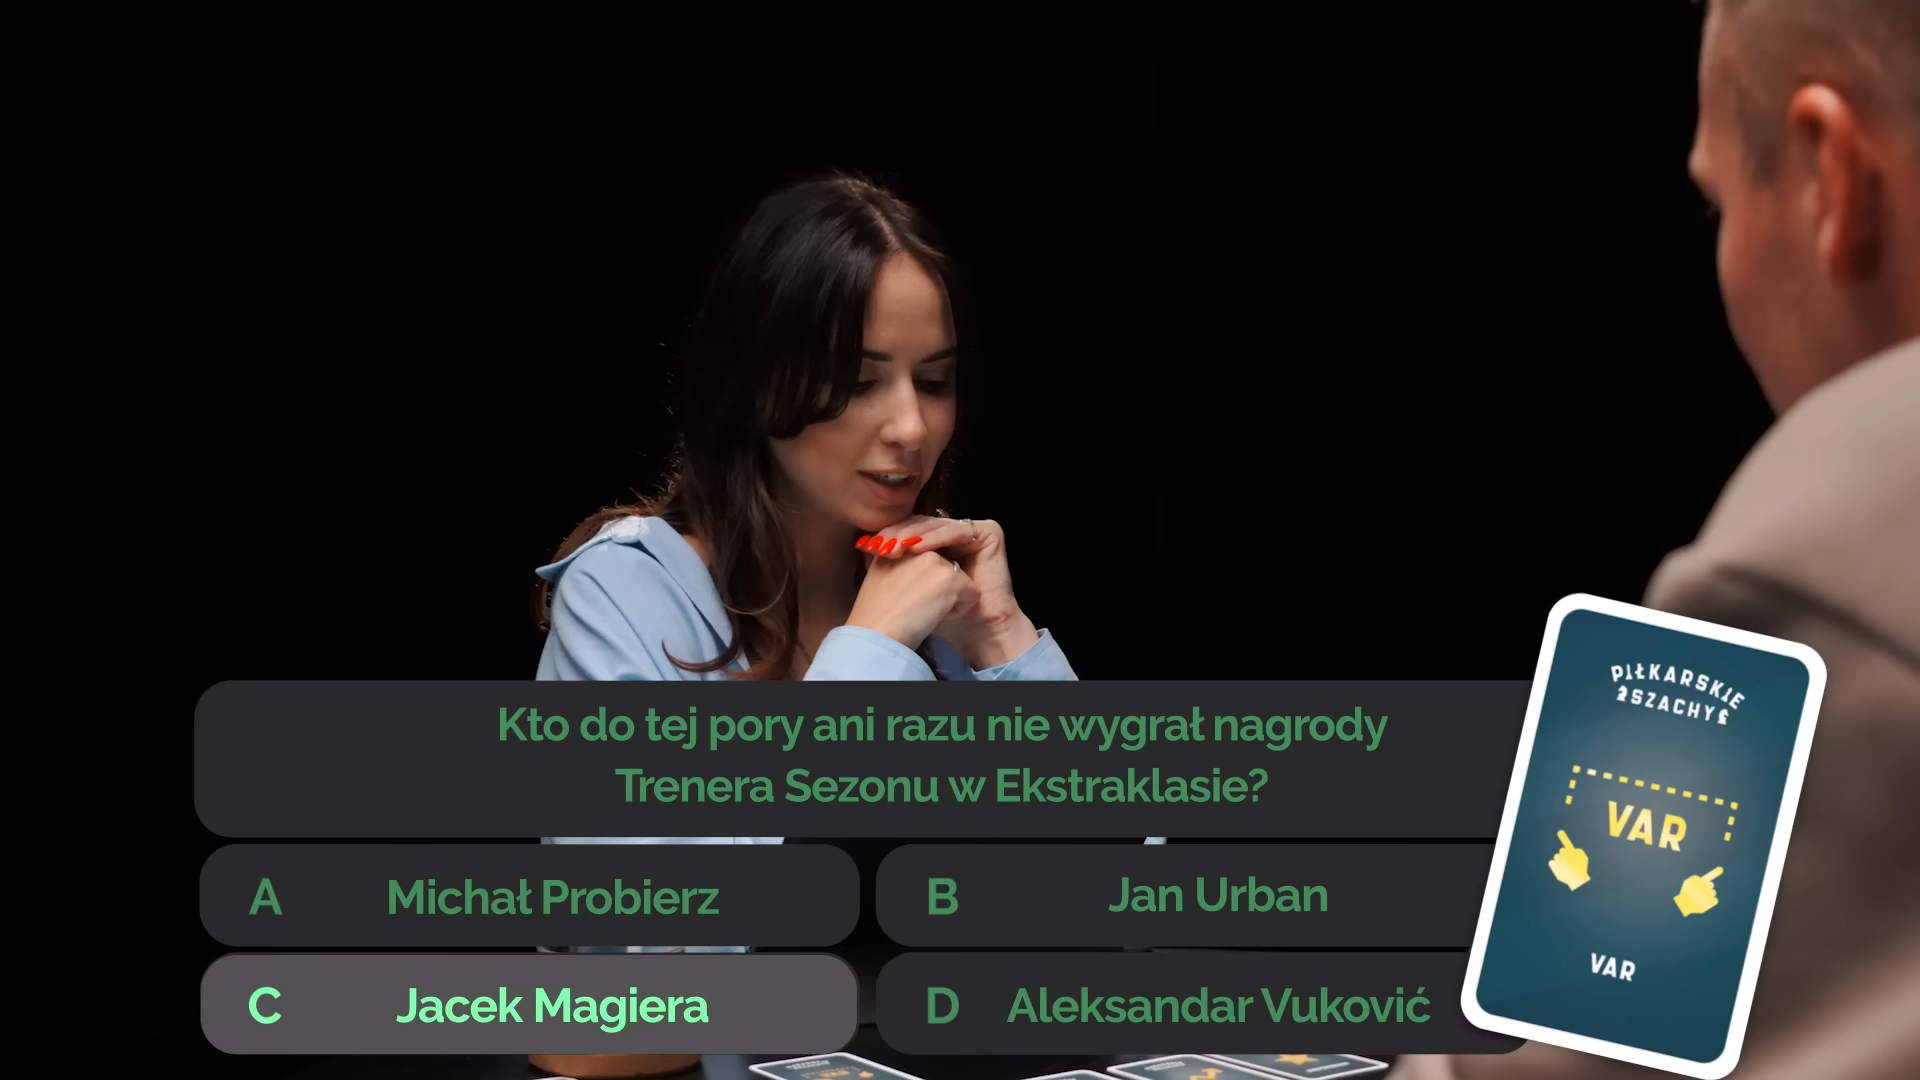 Kto do tej pory ani razu nie wygrał nagrody
Trenera Sezonu w Ekstraklasie?
A Michał Probierz
B Jan Urban
C Jacek Magiera
D Aleksandar Vuković
PIŁKARSKIE
SZACHY
VAR
VAR